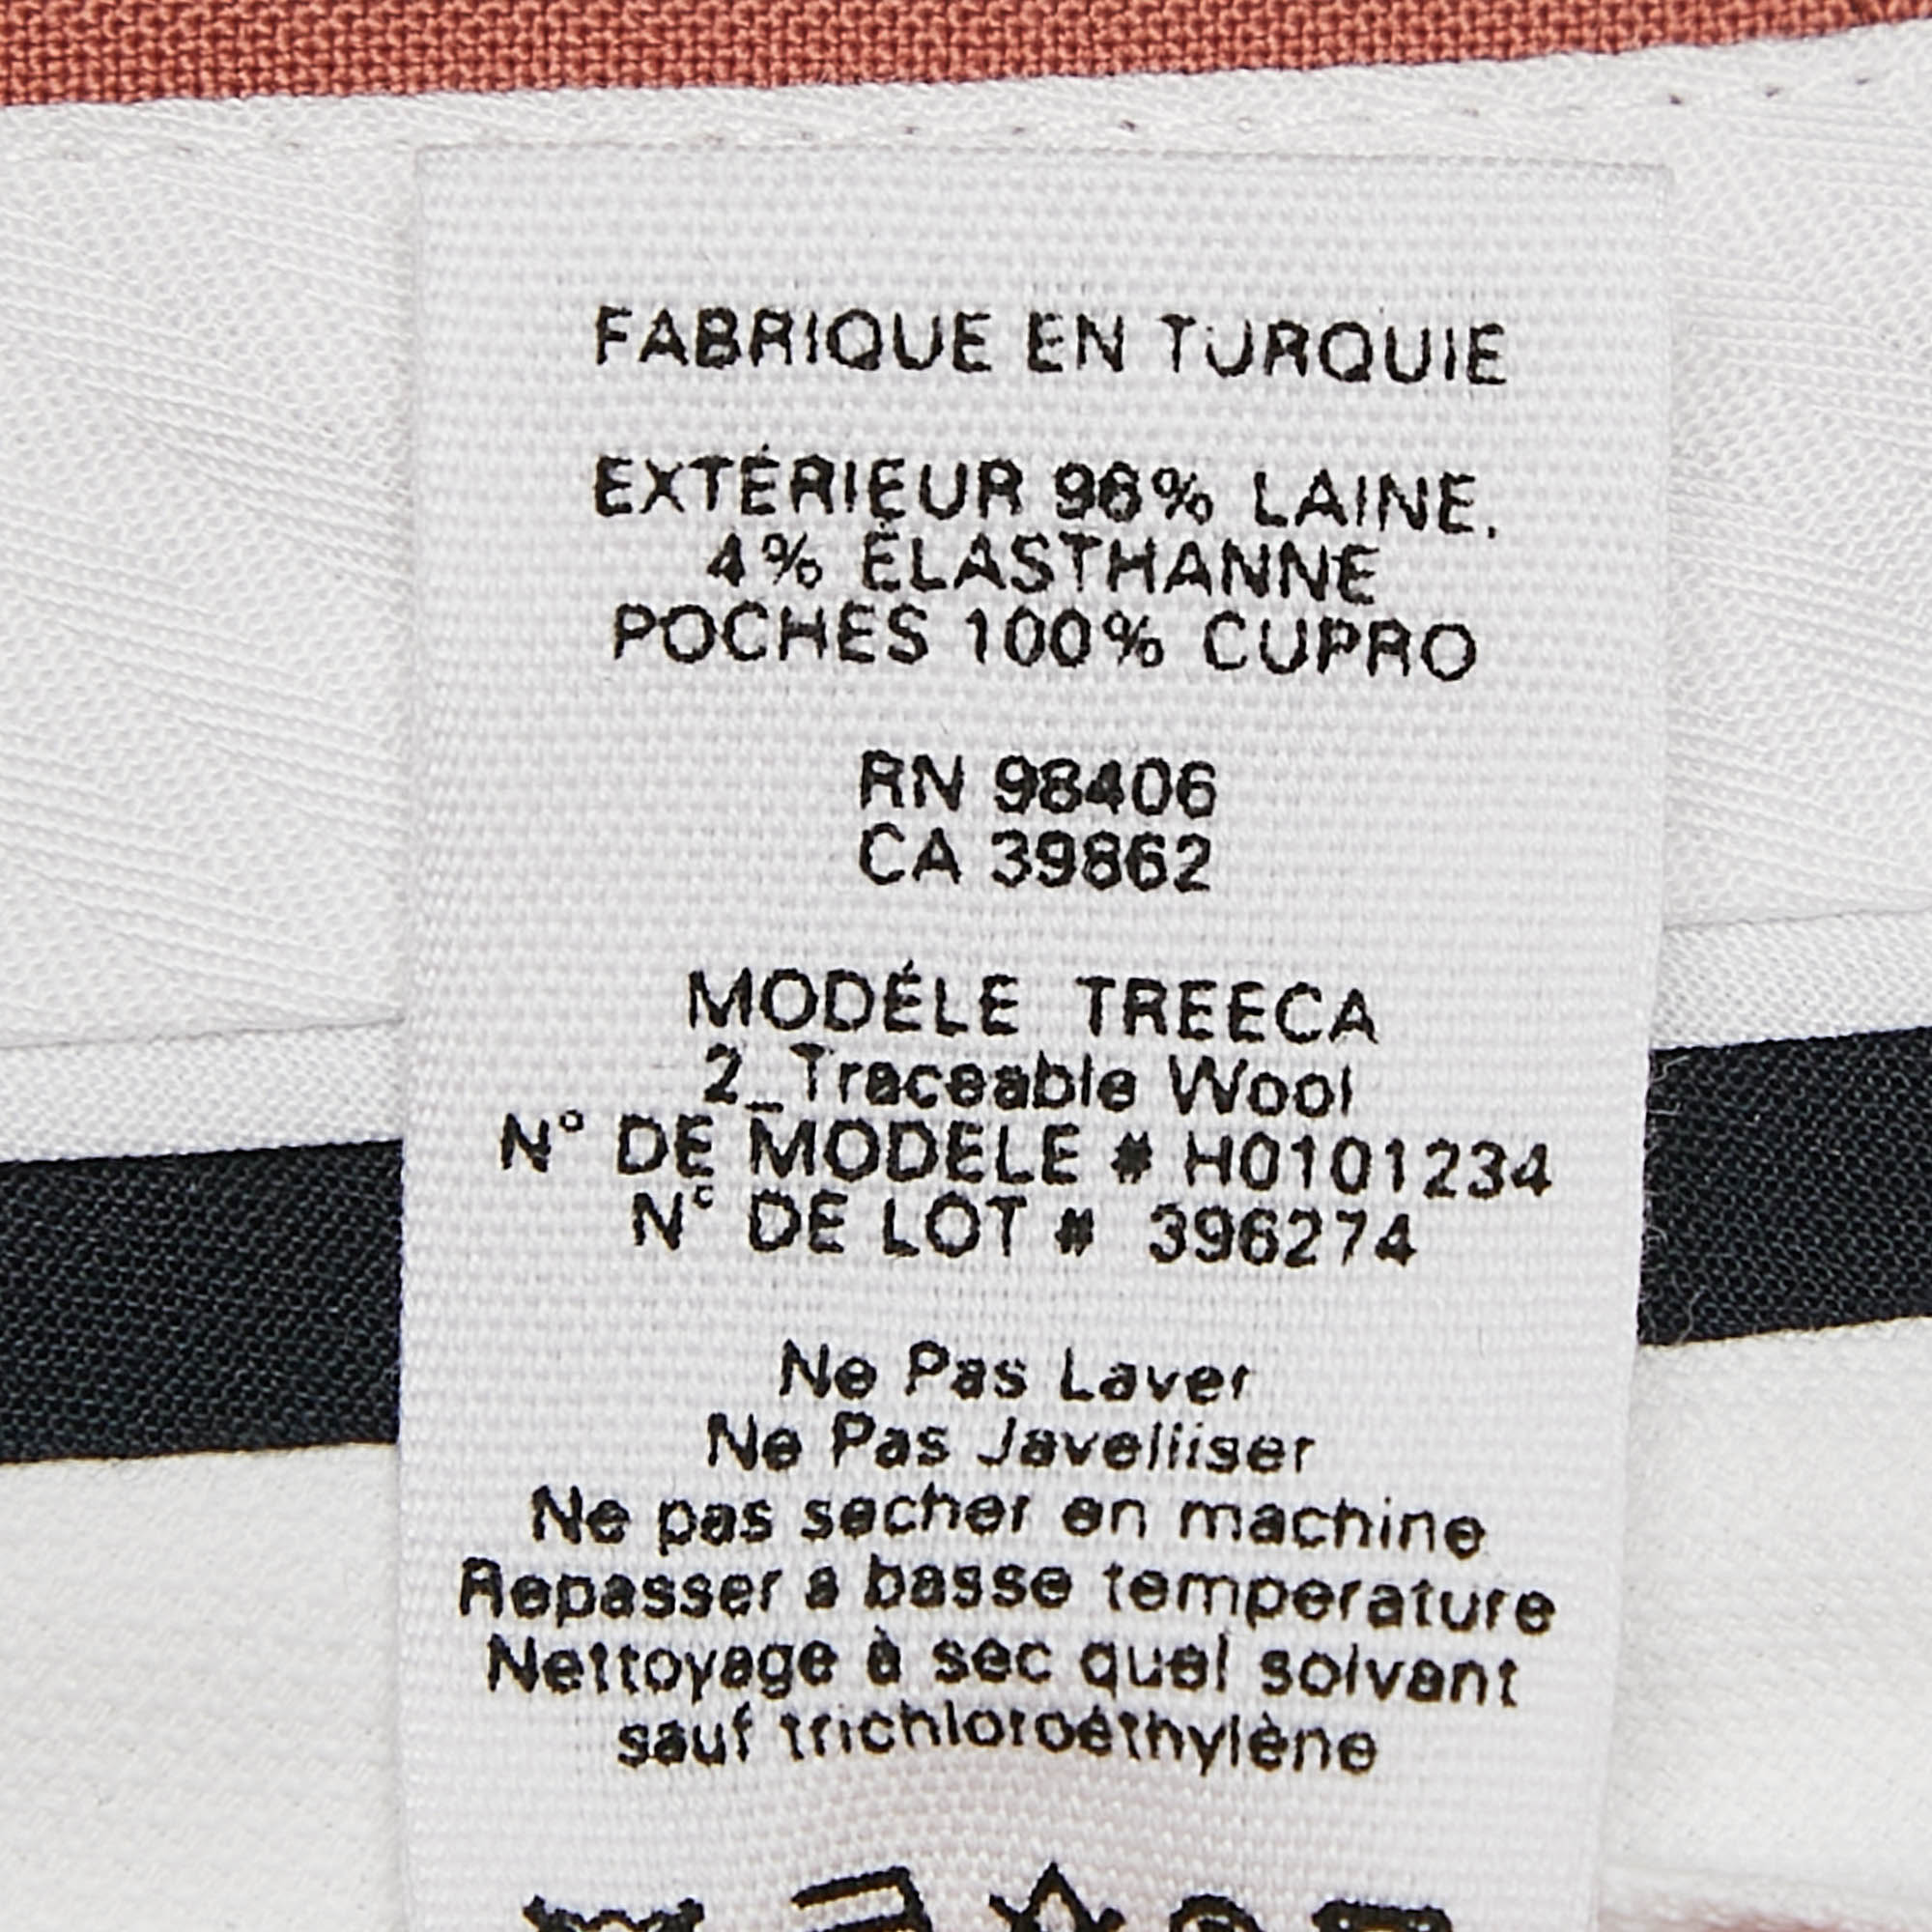 FABRIQUE EN TURQUIE
EXTÉRIEUR 96% LAINE,
4% ÉLASTHANNE
POCHES 100% CUPRO
RN 98406
CA 39862
MODÉLE TREECA
2_Traceable Wool
N° DE MODELE # H0101234
N° DE LOT # 396274
Ne Pas Laver
Ne Pas Javelliser
Ne pas secher en machine
Repasser a basse temperature
Nettoyage à sec quel solvant
sauf trichloroéthylène